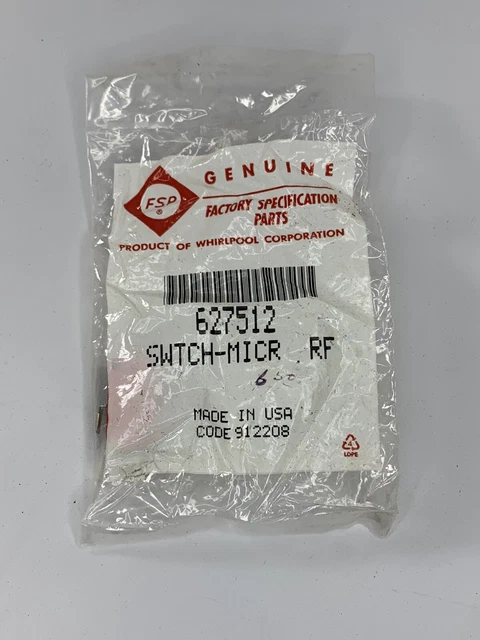 FSP
®
GENUINE
FACTORY SPECIFICATION
PARTS
PRODUCT OF WHIRLPOOL CORPORATION
627512
SWTCH-MICR RF
MADE IN USA
CODE 912208
4
LDPE